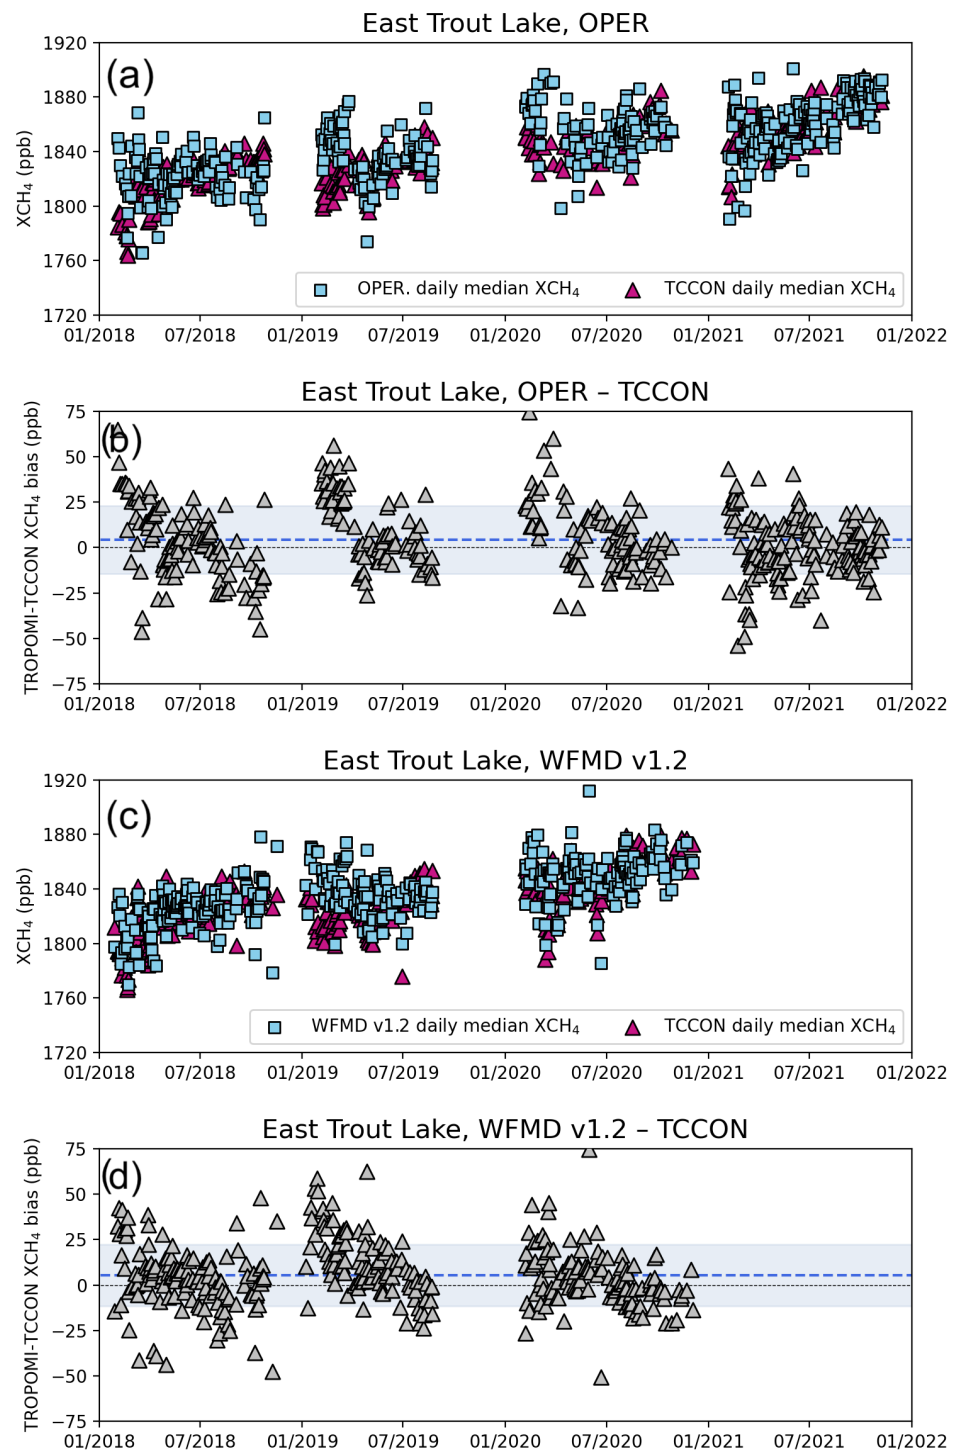 East Trout Lake, OPER
(a)
XCH₄ (ppb)
1920
1880
1840
1800
1760
1720
OPER. daily median XCH₄
TCCON daily median XCH₄
01/2018 07/2018 01/2019 07/2019 01/2020 07/2020 01/2021 07/2021 01/2022
East Trout Lake, OPER – TCCON
(b)
TROPOMI-TCCON XCH₄ bias (ppb)
75
50
25
0
−25
−50
−75
01/2018 07/2018 01/2019 07/2019 01/2020 07/2020 01/2021 07/2021 01/2022
East Trout Lake, WFMD v1.2
(c)
XCH₄ (ppb)
1920
1880
1840
1800
1760
1720
WFMD v1.2 daily median XCH₄
TCCON daily median XCH₄
01/2018 07/2018 01/2019 07/2019 01/2020 07/2020 01/2021 07/2021 01/2022
East Trout Lake, WFMD v1.2 – TCCON
(d)
TROPOMI-TCCON XCH₄ bias (ppb)
75
50
25
0
−25
−50
−75
01/2018 07/2018 01/2019 07/2019 01/2020 07/2020 01/2021 07/2021 01/2022